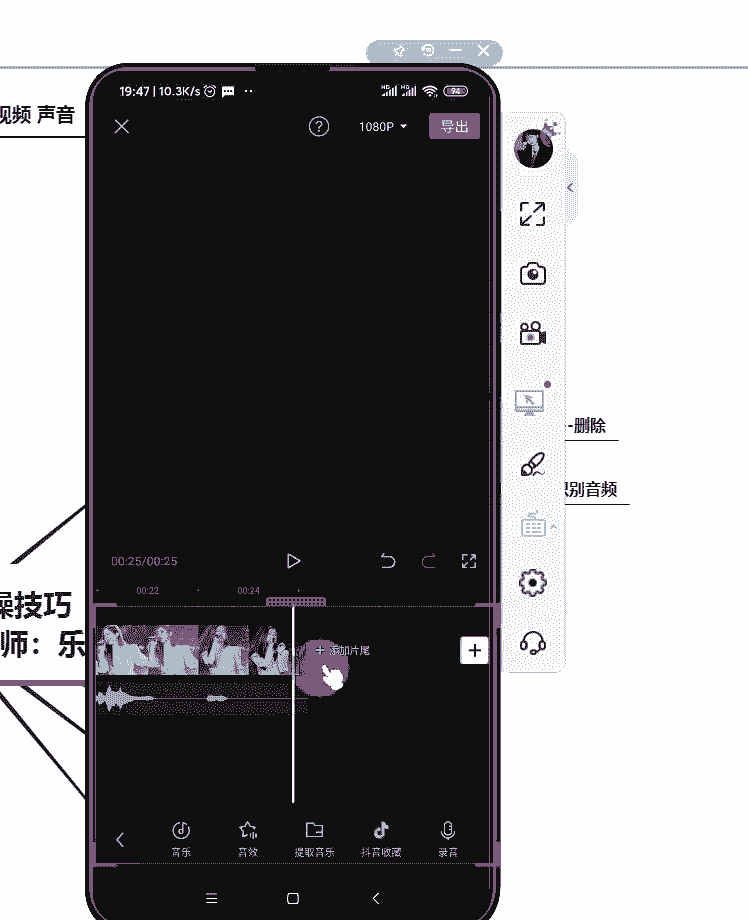 19:47 | 10.3K/s
94
视频 声音
1080P
导出
-删除
识别音频
00:25/00:25
00:22
00:24
操技巧
师：乐
+ 添加片尾
音乐
音效
提取音乐
抖音收藏
录音